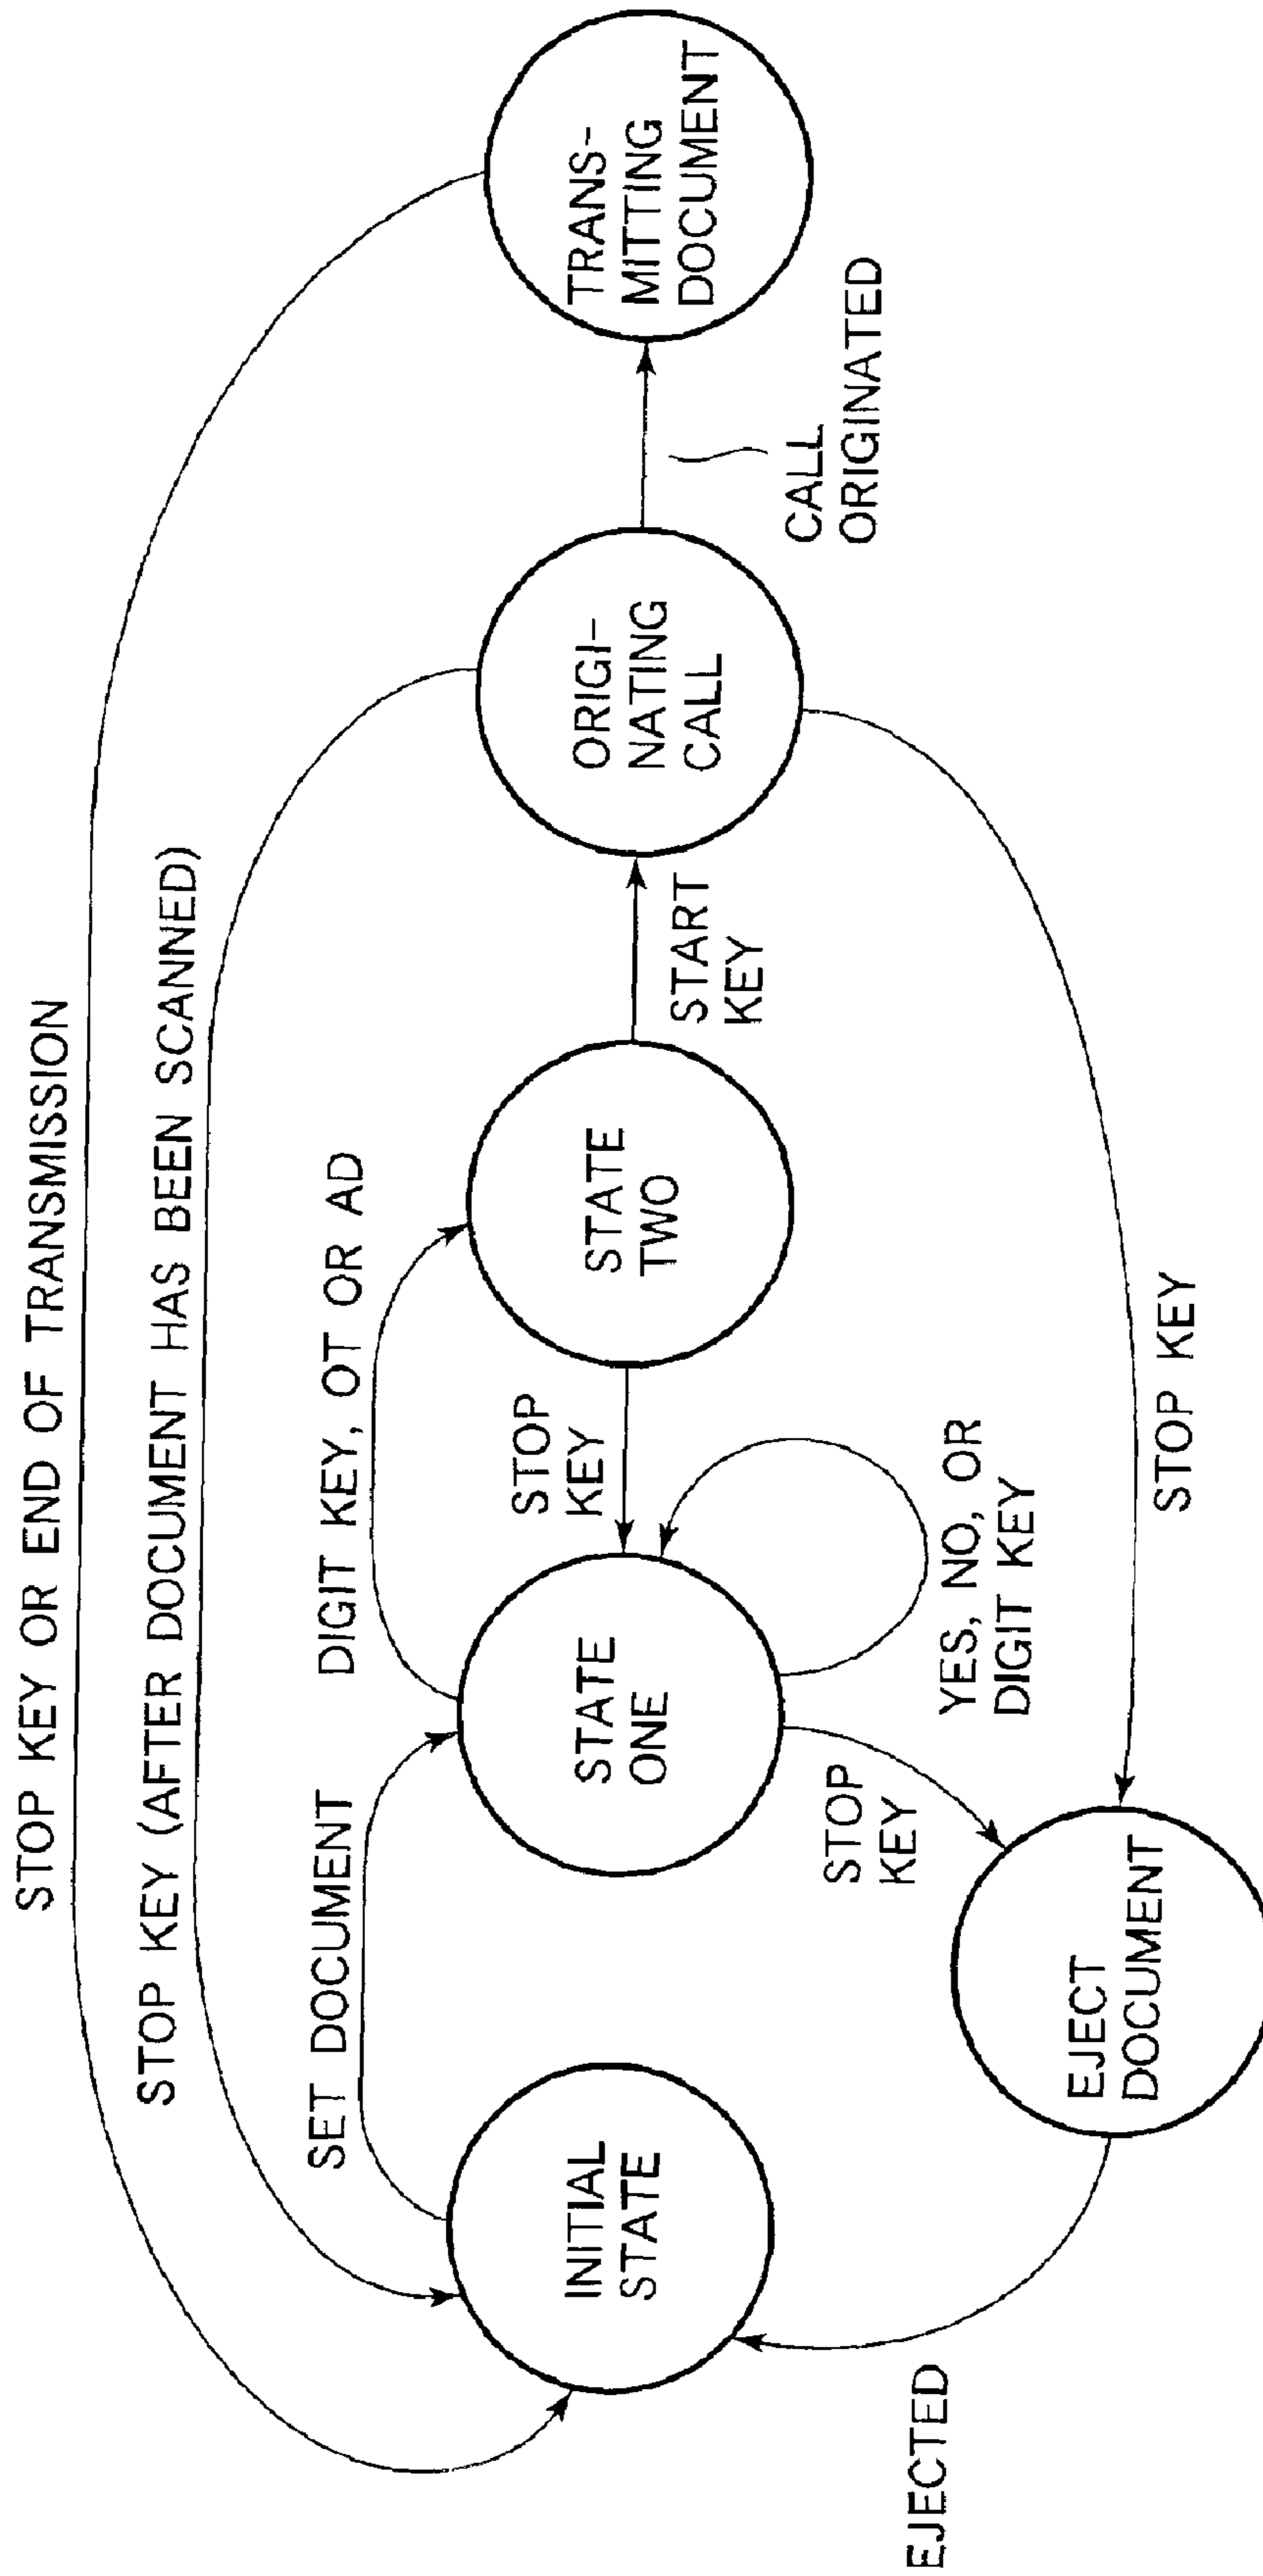 STOP KEY OR END OF TRANSMISSION
STOP KEY (AFTER DOCUMENT HAS BEEN SCANNED)
SET DOCUMENT
DIGIT KEY, OT OR AD
INITIAL
STATE
STATE
ONE
STOP
KEY
STATE
TWO
START
KEY
ORIGI-
NATING
CALL
CALL
ORIGINATED
TRANS-
MITTING
DOCUMENT
YES, NO, OR
DIGIT KEY
STOP
KEY
EJECTED
EJECT
DOCUMENT
STOP KEY